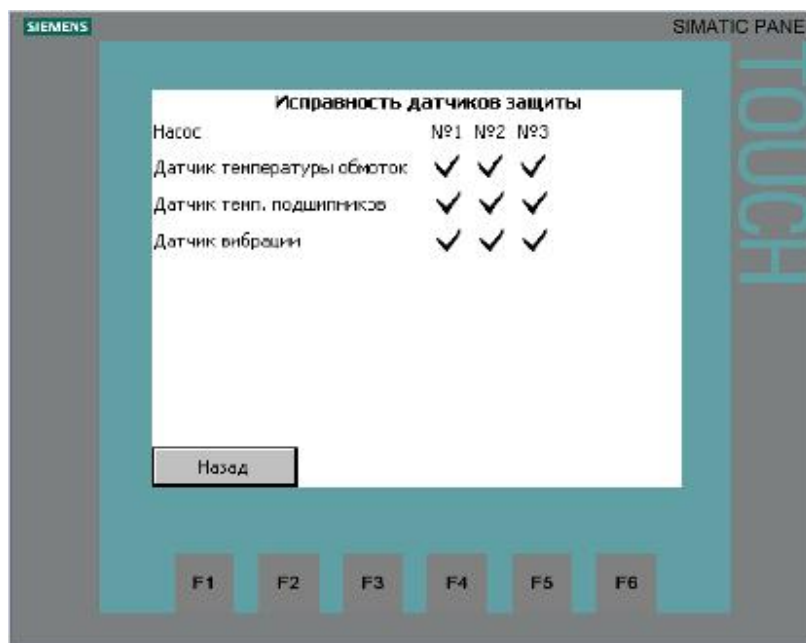 SIEMENS
SIMATIC PANE
TOUCH
Исправность датчиков защиты
Насос №1 №2 №3
Датчик температуры обмоток
Датчик темп. подшипников
Датчик вибрации
Назад
F1 F2 F3 F4 F5 F6